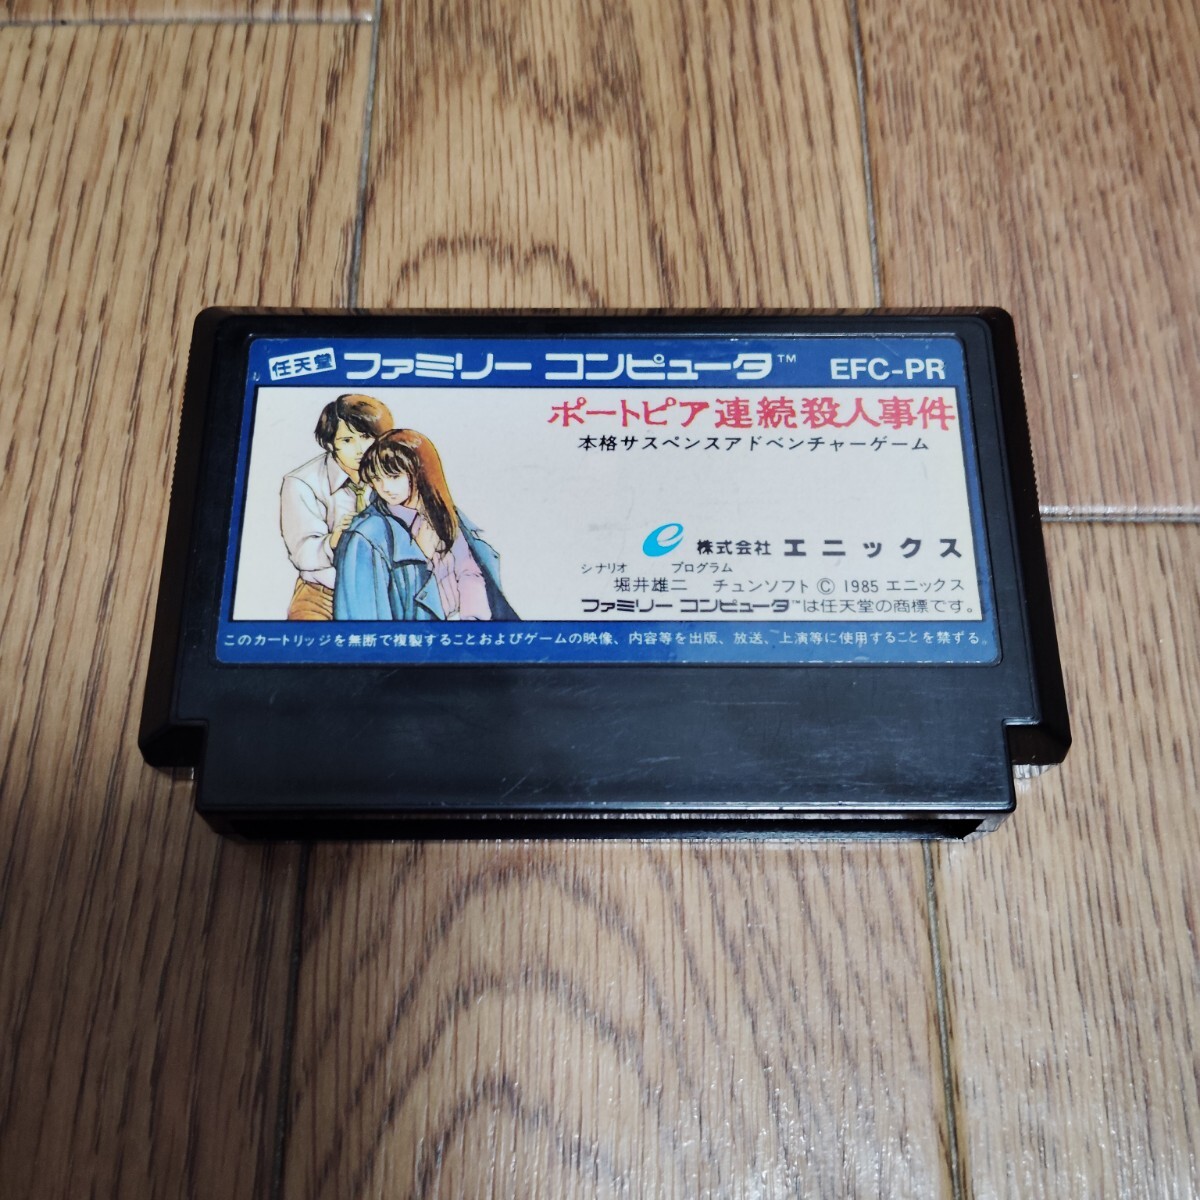 任天堂 ファミリー コンピュータ™ EFC-PR
ポートピア連続殺人事件
本格サスペンスアドベンチャーゲーム
e 株式会社 エニックス
シナリオ プログラム
堀井雄二 チュンソフト © 1985 エニックス
ファミリー コンピュータ™は任天堂の商標です。
このカートリッジを無断で複製することおよびゲームの映像、内容等を出版、放送、上演等に使用することを禁ずる。